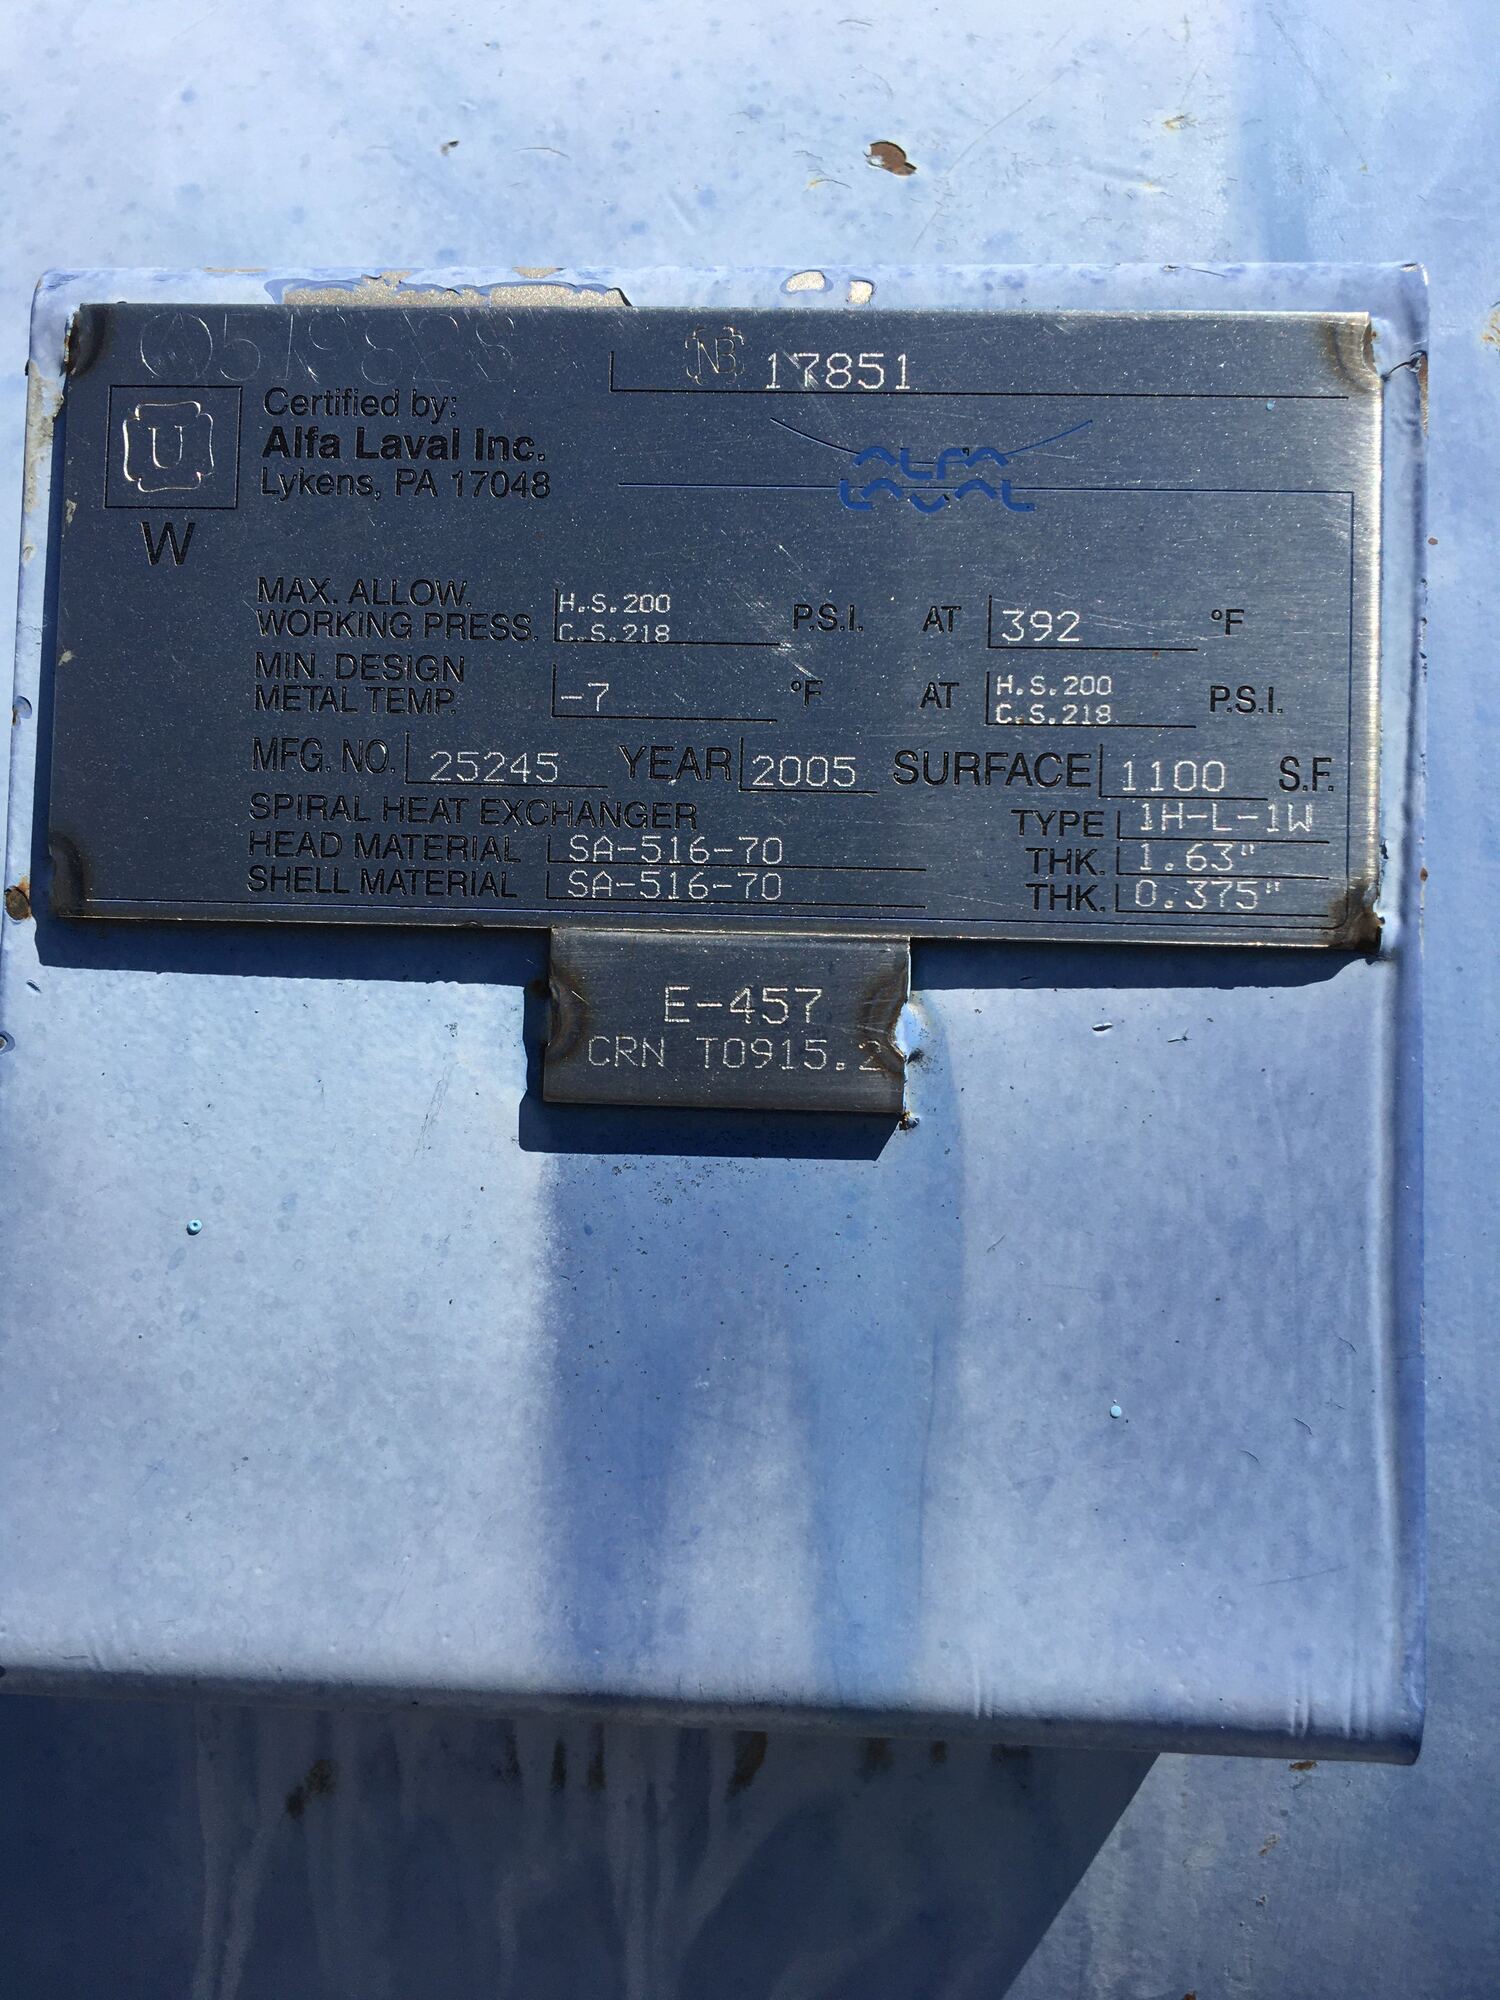 NB 17851
U
Certified by:
Alfa Laval Inc.
Lykens, PA 17048
ALFA
LAVAL
W
MAX. ALLOW.
WORKING PRESS. H.S.200 C.S.218 P.S.I. AT 392 °F
MIN. DESIGN
METAL TEMP. -7 °F AT H.S.200 C.S.218 P.S.I.
MFG. NO. 25245 YEAR 2005 SURFACE 1100 S.F.
SPIRAL HEAT EXCHANGER TYPE 1H-L-1W
HEAD MATERIAL SA-516-70 THK. 1.63"
SHELL MATERIAL SA-516-70 THK. 0.375"
E-457
CRN T0915.2